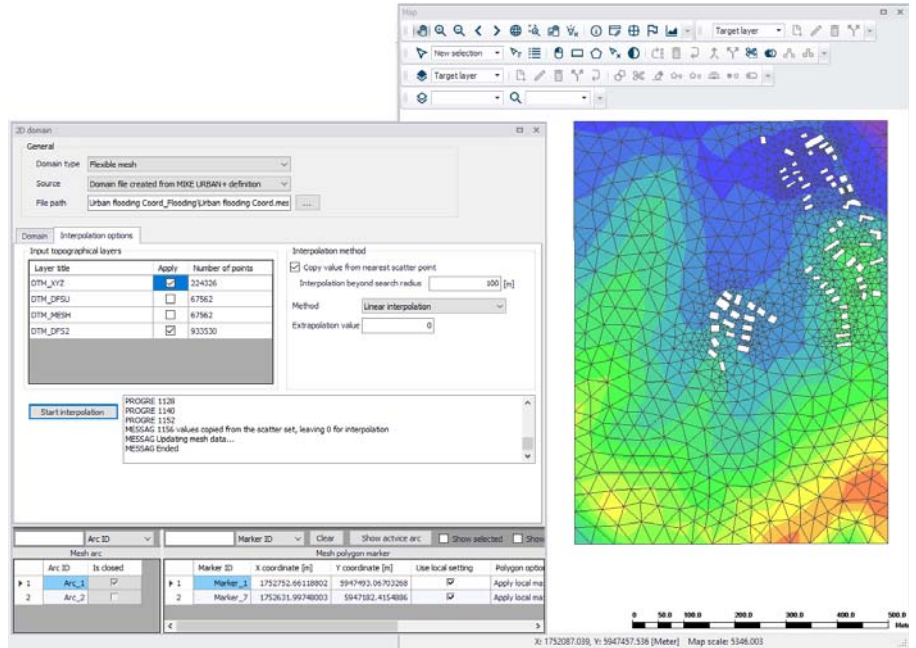 Map
Target layer
New selection
Target layer
2D domain
General
Domain type Flexible mesh
Source Domain file created from MIKE URBAN+ definition
File path Urban flooding Coord_Flooding\Urban flooding Coord.mes ...
Domain Interpolation options
Input topographical layers
Layer title Apply Number of points
DTM_XYZ 224326
DTM_DFSU 67562
DTM_MESH 67562
DTM_DFS2 933530
Interpolation method
Copy value from nearest scatter point
Interpolation beyond search radius 100 [m]
Method Linear interpolation
Extrapolation value 0
Start interpolation
PROGRE 1128
PROGRE 1140
PROGRE 1152
MESSAG 1156 values copied from the scatter set, leaving 0 for interpolation
MESSAG Updating mesh data...
MESSAG Ended
Arc ID Marker ID Clear Show actvice arc Show selected Show
Mesh arc Mesh polygon marker
Arc ID Is closed Marker ID X coordinate [m] Y coordinate [m] Use local setting Polygon optio
1 Arc_1 1 Marker_1 1752752.66118802 5947493.06703268 Apply local ma
2 Arc_2 2 Marker_7 1752631.99748003 5947182.4154886 Apply local ma
0 50.0 100.0 200.0 300.0 400.0 500.0
Mete
X: 1752087.039, Y: 5947457.536 [Meter] Map scale: 5346.003